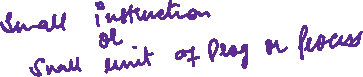 Small instruction
or
Small unit of Prog or Process